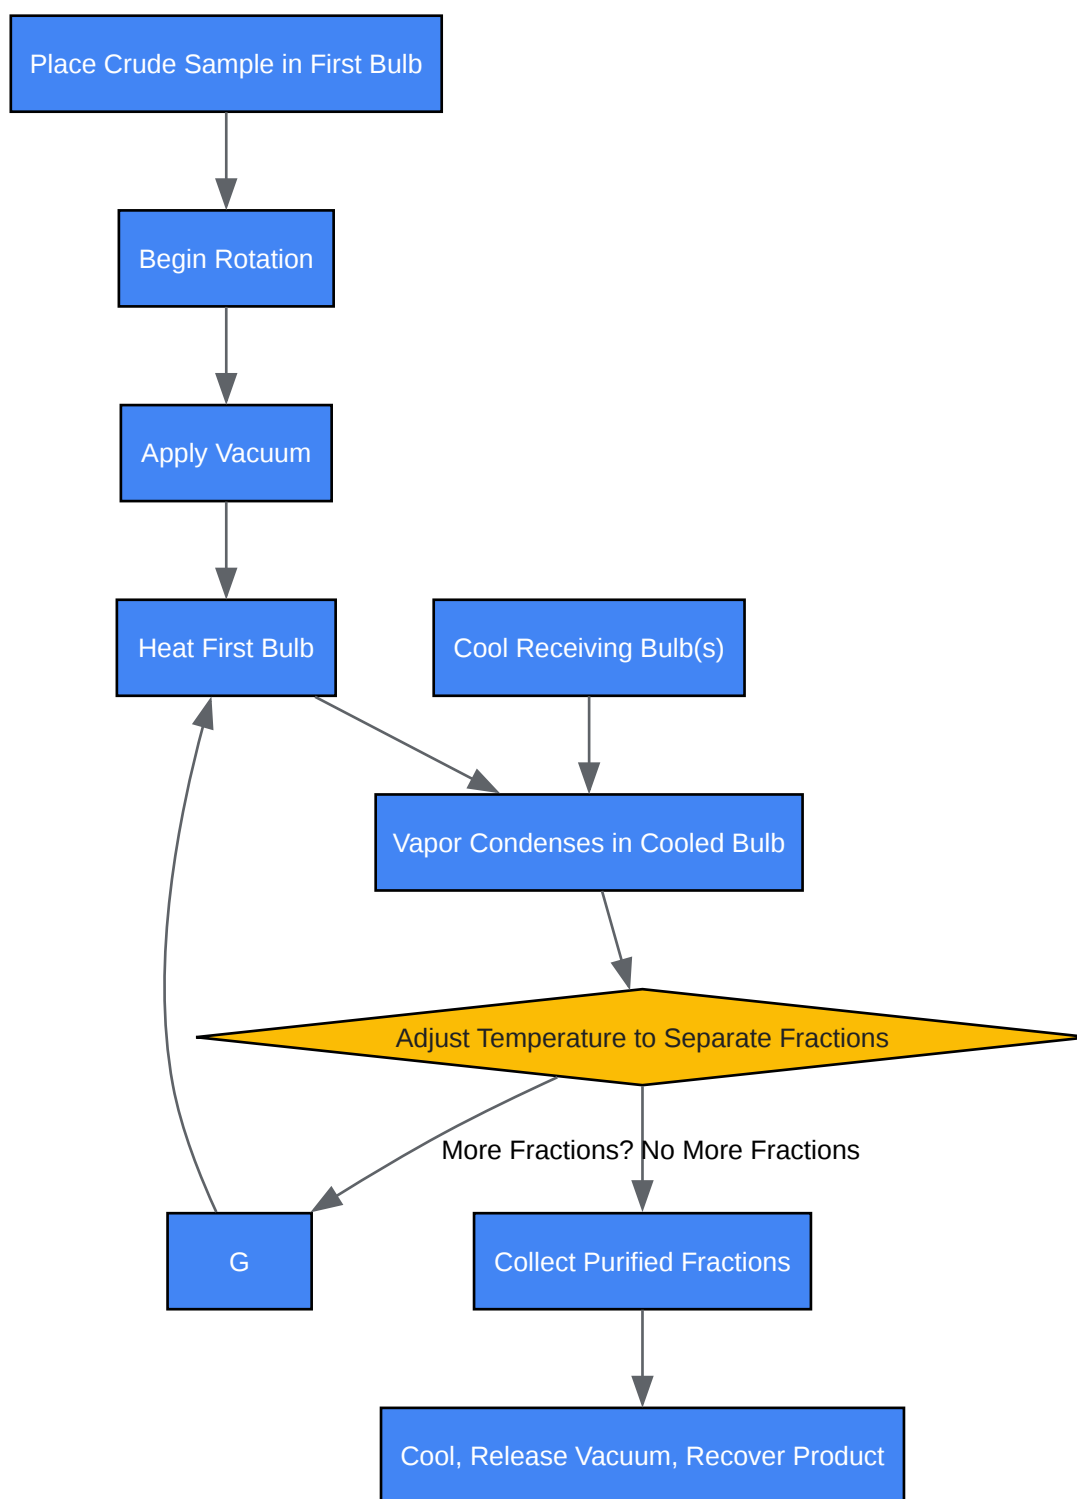 Place Crude Sample in First Bulb
Begin Rotation
Apply Vacuum
Heat First Bulb
Cool Receiving Bulb(s)
Vapor Condenses in Cooled Bulb
Adjust Temperature to Separate Fractions
More Fractions?
No More Fractions
G
Collect Purified Fractions
Cool, Release Vacuum, Recover Product